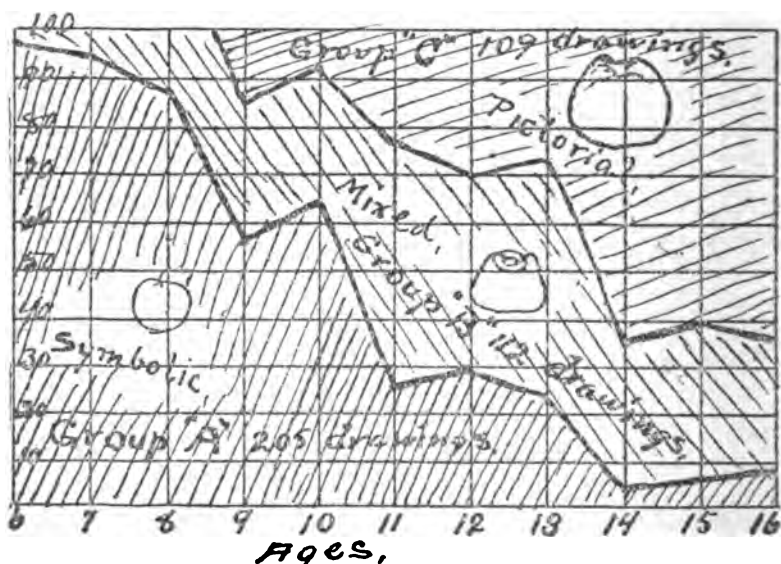 100
90
80
70
60
50
40
30
20
10
Group "C" 109 drawings.
Pictorial.
Mixed.
Group "B" 112 drawings.
Symbolic.
Group "A" 205 drawings.
6 7 8 9 10 11 12 13 14 15 16
Ages.